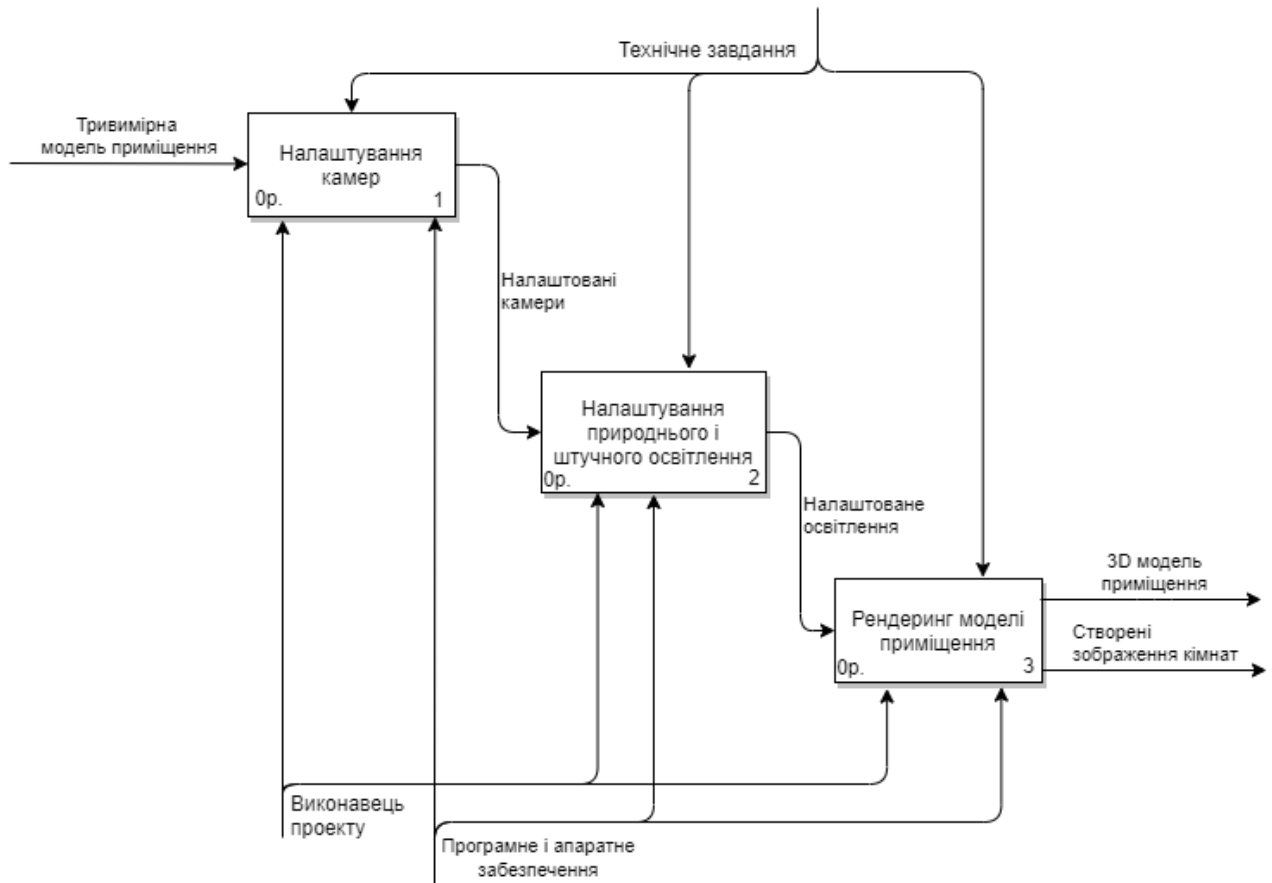 Технічне завдання
Тривимірна
модель приміщення
Налаштування
камер
0р.
1
Налаштовані
камери
Налаштування
природнього і
штучного освітлення
0р.
2
Налаштоване
освітлення
Рендеринг моделі
приміщення
0р.
3
3D модель
приміщення
Створені
зображення кімнат
Виконавець
проекту
Програмне і апаратне
забезпечення